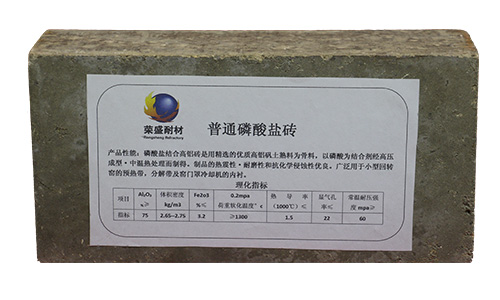 荣盛耐材
Rongsheng Refractory
普通磷酸盐砖
产品性能：磷酸盐结合高铝砖是用精选的优质高铝矾土熟料为骨料，以磷酸为结合剂经高压
成型·中温热处理而制得，制品的热震性·耐磨性和抗化学侵蚀性优良。广泛用于小型回转
窑的预热带，分解带及窑门罩冷却机的内衬。
理化指标
项目 Al₂O₃ %≥ 体积密度 kg/m3 Fe2o3 %≤ 0.2mpa 荷重软化温度° 热导率 (1000℃)≤ 显气孔率≤ 常温耐压强度 mpa≥
指标 75 2.65—2.75 3.2 ≥1300 1.5 22 60